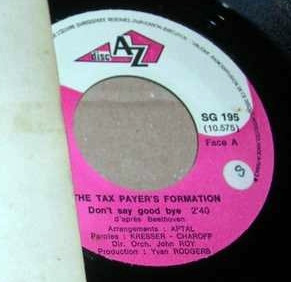 disc AZ
SG 195
(10.575)
Face A
S
THE TAX PAYER'S FORMATION
Don't say good bye 2'40
d'après Beethoven
Arrangements : APTAL
Paroles : KRESSER - CHAROFF
Dir. Orch. John ROY
Production : Yvan RODGERS